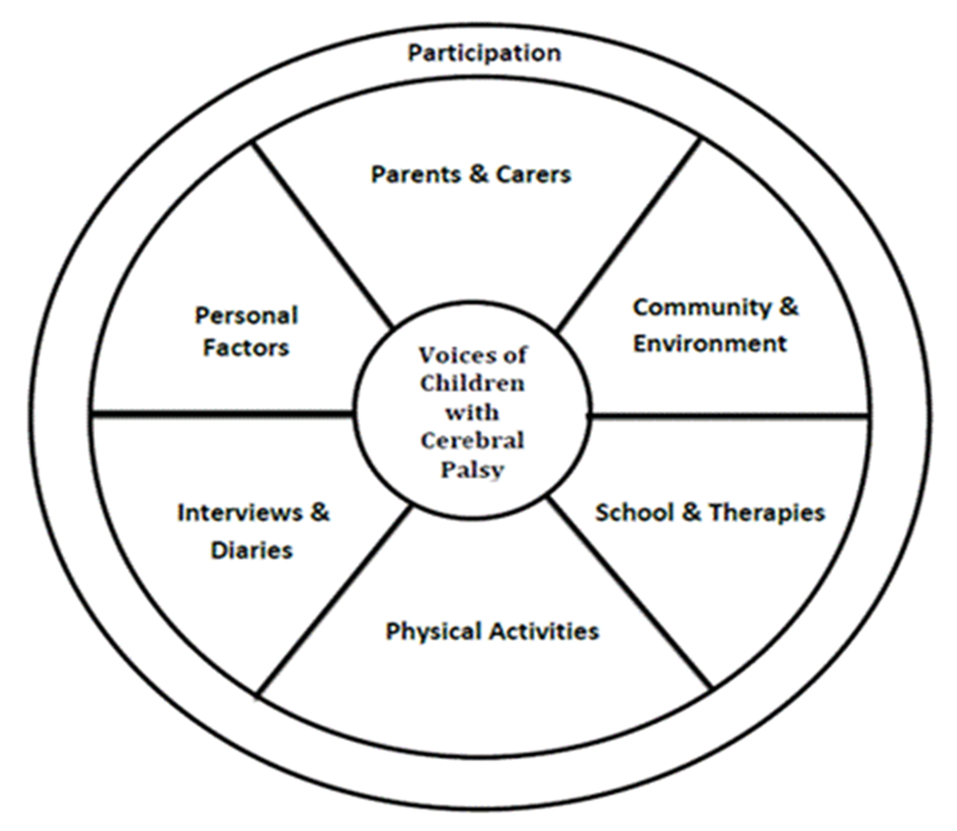 Participation
Parents & Carers
Personal
Factors
Community &
Environment
Voices of
Children
with
Cerebral
Palsy
Interviews &
Diaries
School & Therapies
Physical Activities